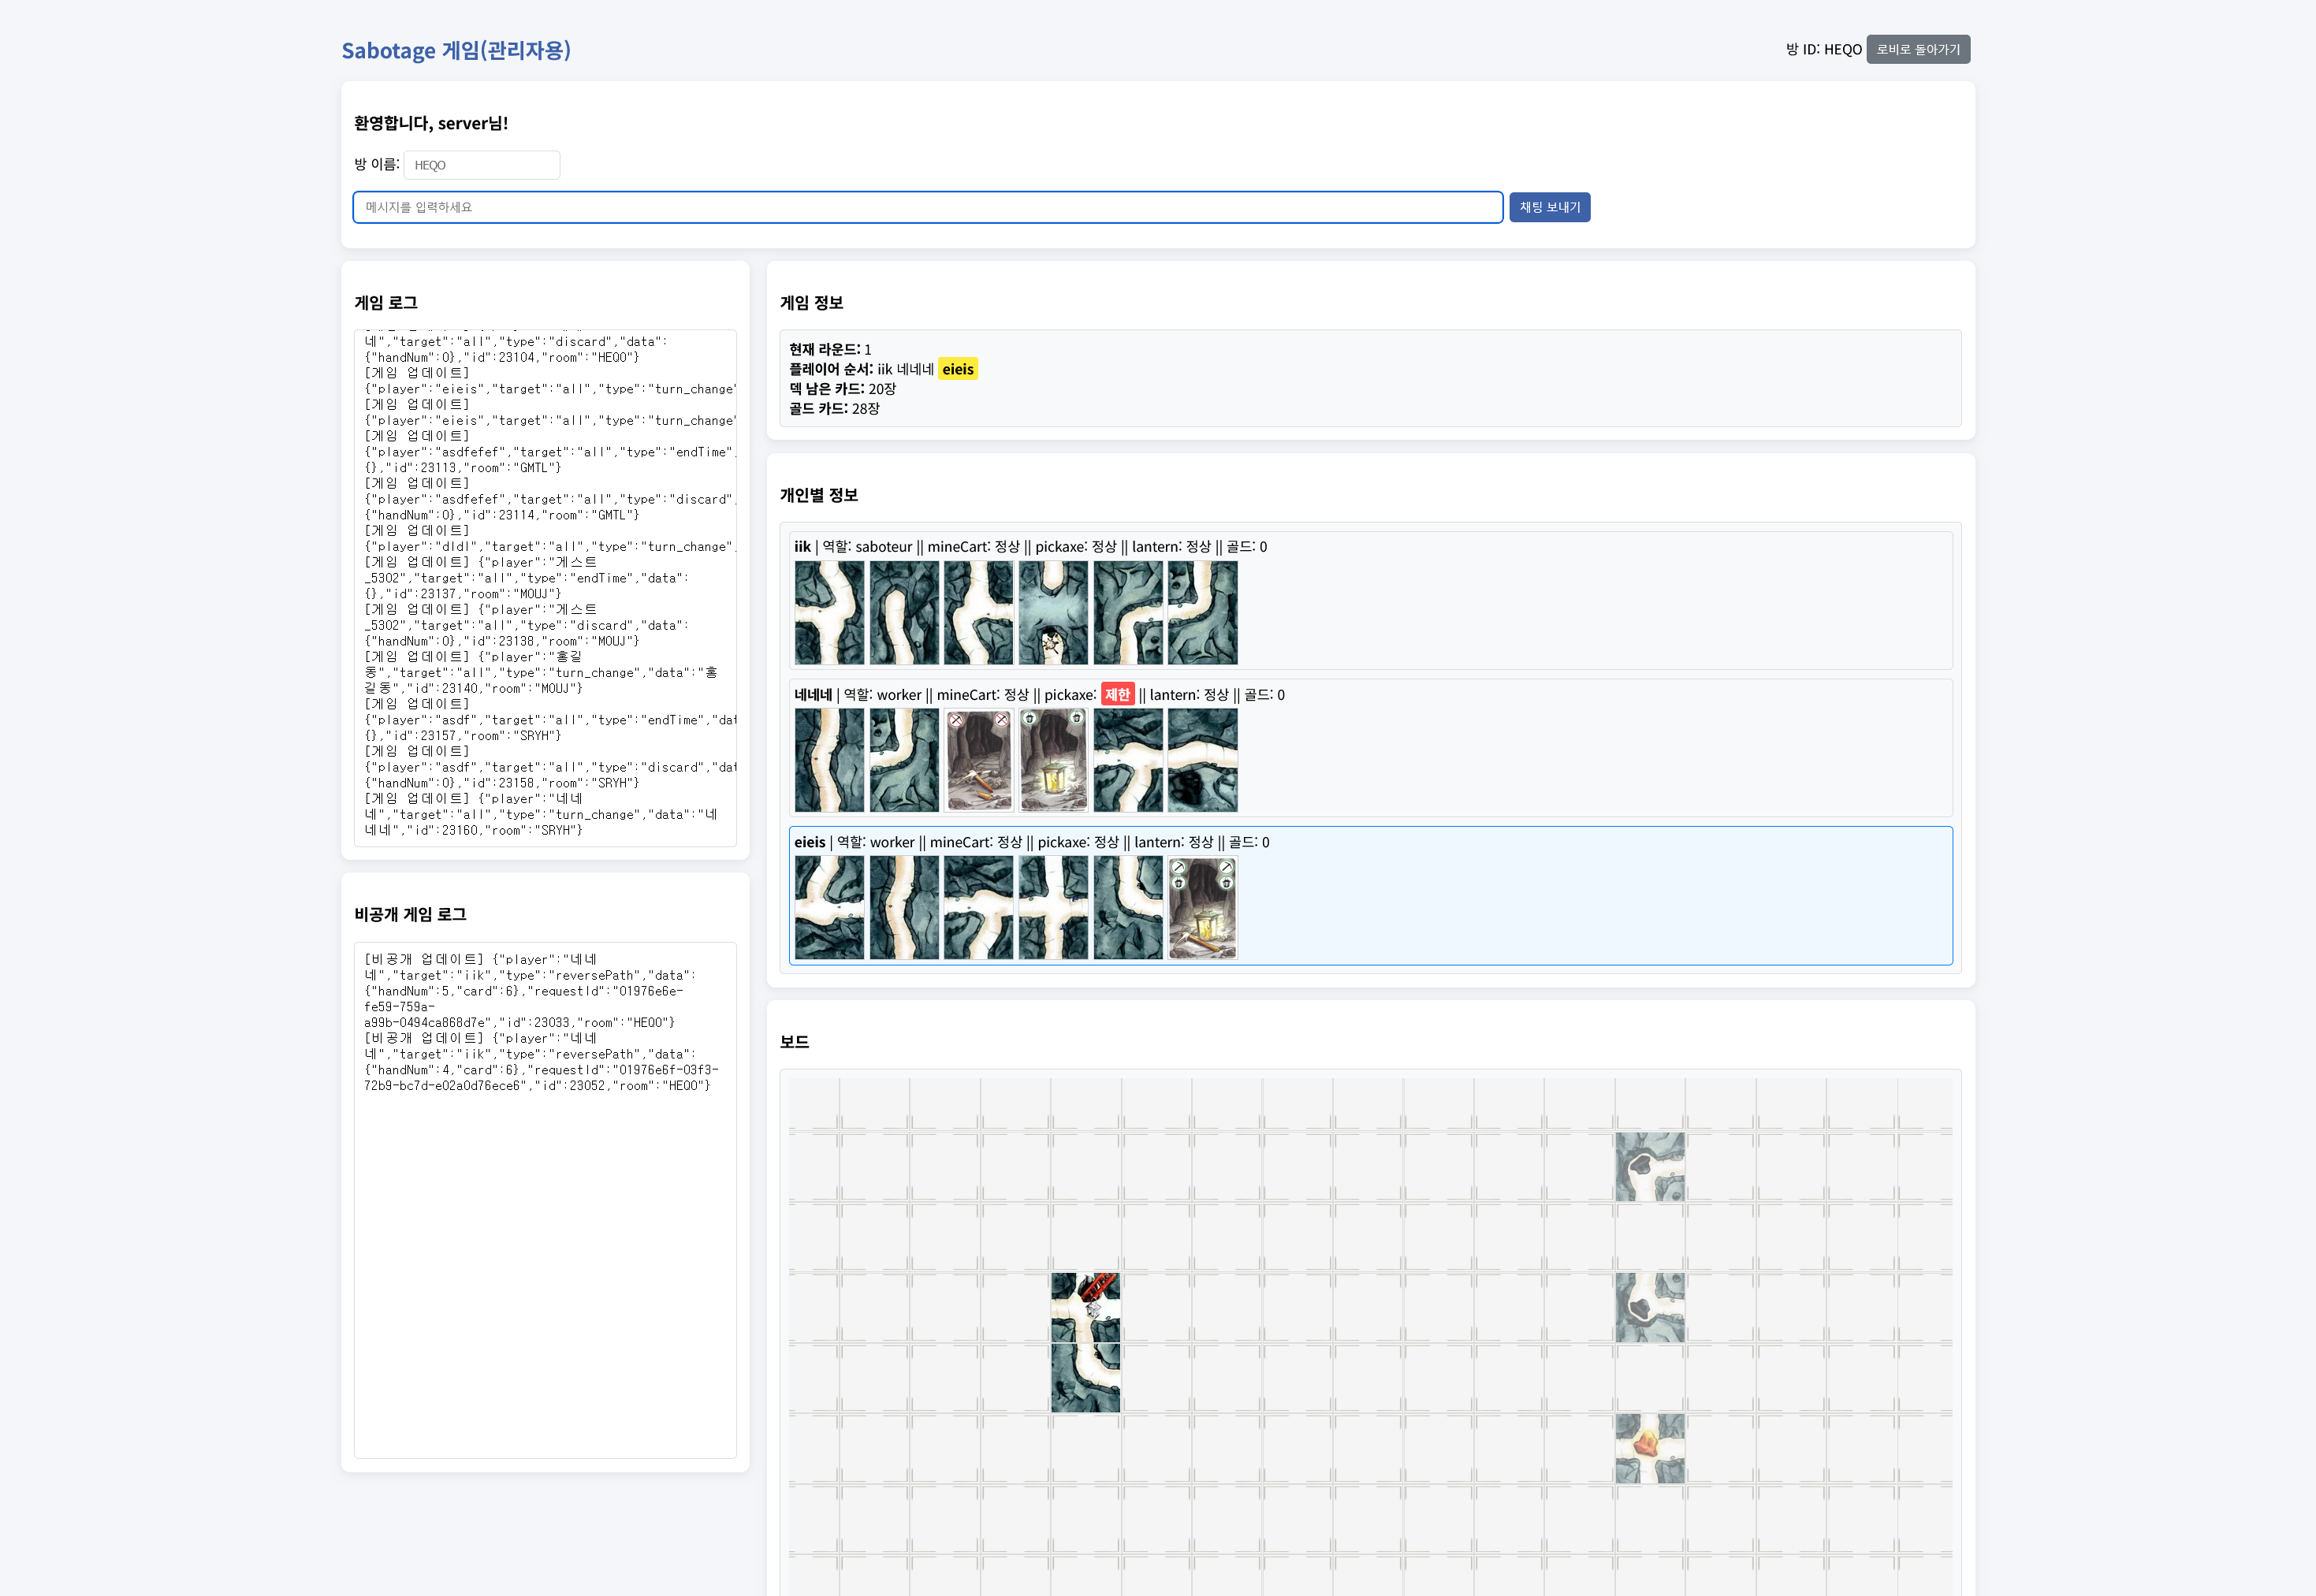 Sabotage 게임(관리자용)
방 ID: HEQO 로비로 돌아가기
환영합니다, server님!
방 이름: HEQO
메시지를 입력하세요 채팅 보내기
게임 로그
네","target":"all","type":"discard","data":
{"handNum":0},"id":23104,"room":"HEQO"}
[게임 업데이트]
{"player":"eieis","target":"all","type":"turn_change"
[게임 업데이트]
{"player":"eieis","target":"all","type":"turn_change"
[게임 업데이트]
{"player":"asdfefef","target":"all","type":"endTime",
{},"id":23113,"room":"GMTL"}
[게임 업데이트]
{"player":"asdfefef","target":"all","type":"discard",
{"handNum":0},"id":23114,"room":"GMTL"}
[게임 업데이트]
{"player":"dldl","target":"all","type":"turn_change",
[게임 업데이트] {"player":"게스트
_5302","target":"all","type":"endTime","data":
{},"id":23137,"room":"MOUJ"}
[게임 업데이트] {"player":"게스트
_5302","target":"all","type":"discard","data":
{"handNum":0},"id":23138,"room":"MOUJ"}
[게임 업데이트] {"player":"홍길
동","target":"all","type":"turn_change","data":"홍
길동","id":23140,"room":"MOUJ"}
[게임 업데이트]
{"player":"asdf","target":"all","type":"endTime","dat
{},"id":23157,"room":"SRYH"}
[게임 업데이트]
{"player":"asdf","target":"all","type":"discard","dat
{"handNum":0},"id":23158,"room":"SRYH"}
[게임 업데이트] {"player":"네네
네","target":"all","type":"turn_change","data":"네
네네","id":23160,"room":"SRYH"}
비공개 게임 로그
[비공개 업데이트] {"player":"네네
네","target":"iik","type":"reversePath","data":
{"handNum":5,"card":6},"requestId":"01976e6e-
fe59-759a-
a99b-0494ca868d7e","id":23033,"room":"HEQO"}
[비공개 업데이트] {"player":"네네
네","target":"iik","type":"reversePath","data":
{"handNum":4,"card":6},"requestId":"01976e6f-03f3-
72b9-bc7d-e02a0d76ece6","id":23052,"room":"HEQO"}
게임 정보
현재 라운드: 1
플레이어 순서: iik 네네네 eieis
덱 남은 카드: 20장
골드 카드: 28장
개인별 정보
iik | 역할: saboteur || mineCart: 정상 || pickaxe: 정상 || lantern: 정상 || 골드: 0
네네네 | 역할: worker || mineCart: 정상 || pickaxe: 제한 || lantern: 정상 || 골드: 0
eieis | 역할: worker || mineCart: 정상 || pickaxe: 정상 || lantern: 정상 || 골드: 0
보드